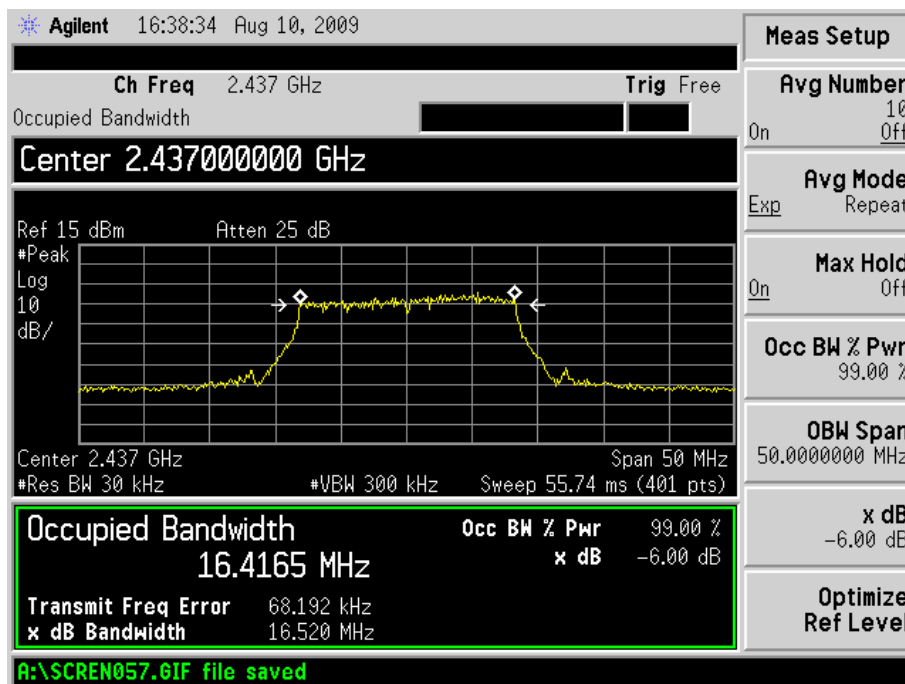 Agilent 16:38:34 Aug 10, 2009
Ch Freq 2.437 GHz Trig Free
Occupied Bandwidth
Center 2.437000000 GHz
Ref 15 dBm Atten 25 dB
#Peak
Log
10
dB/
Center 2.437 GHz Span 50 MHz
#Res BW 30 kHz #VBW 300 kHz Sweep 55.74 ms (401 pts)
Occupied Bandwidth Occ BW % Pwr 99.00 %
16.4165 MHz x dB -6.00 dB
Transmit Freq Error 68.192 kHz
x dB Bandwidth 16.520 MHz
A:\SCREN057.GIF file saved
Meas Setup
Avg Number
10
On Off
Avg Mode
Exp Repeat
Max Hold
On Off
Occ BW % Pwr
99.00 %
OBW Span
50.0000000 MHz
x dB
-6.00 dB
Optimize
Ref Level